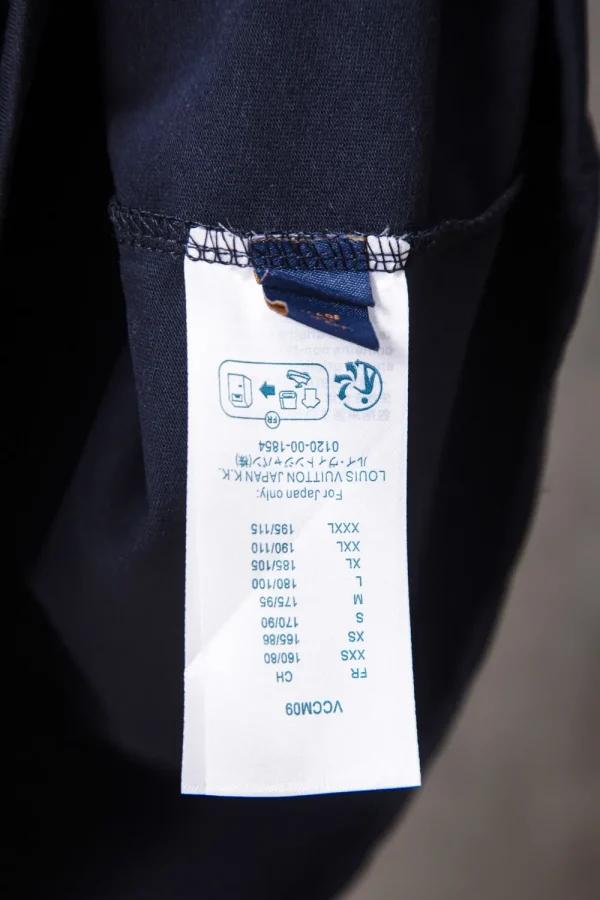 VCCM09
FR CH
XXS 160/80
XS 165/86
S 170/90
M 175/95
L 180/100
XL 185/105
XXL 190/110
XXXL 195/115
For Japan only:
LOUIS VUITTON JAPAN K.K.
ルイ・ヴィトンジャパン(株)
0120-00-1854
FR